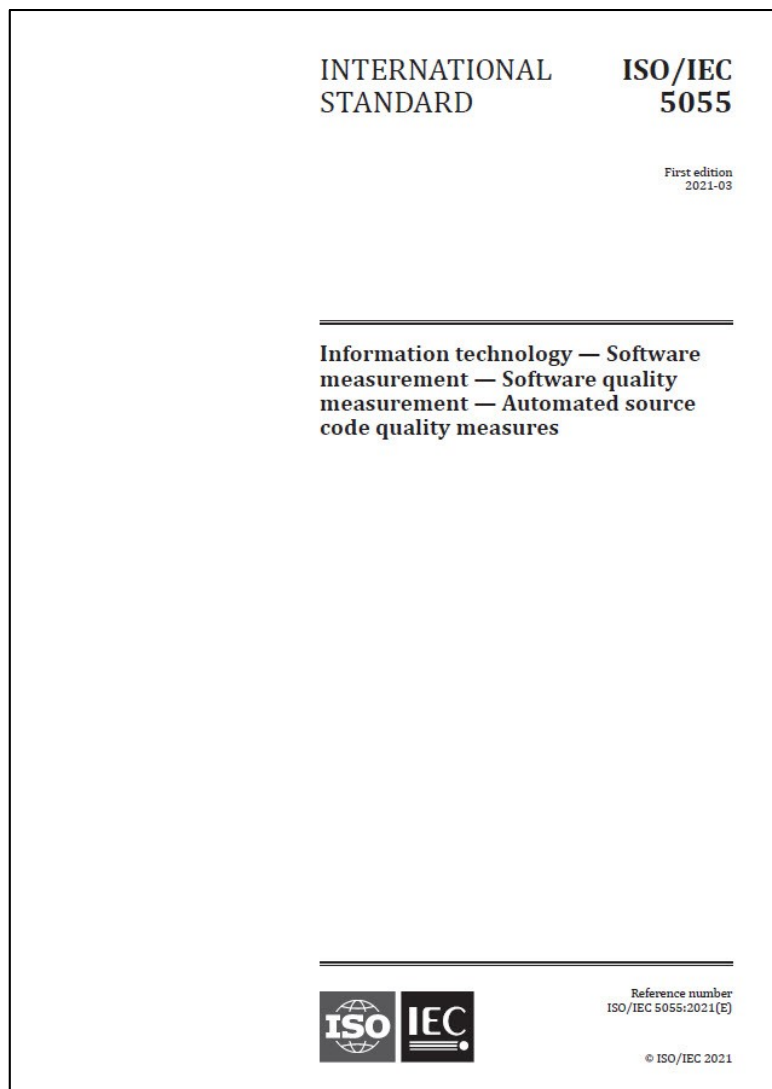 INTERNATIONAL STANDARD
ISO/IEC 5055
First edition
2021-03
Information technology — Software
measurement — Software quality
measurement — Automated source
code quality measures
ISO
IEC
Reference number
ISO/IEC 5055:2021(E)
© ISO/IEC 2021